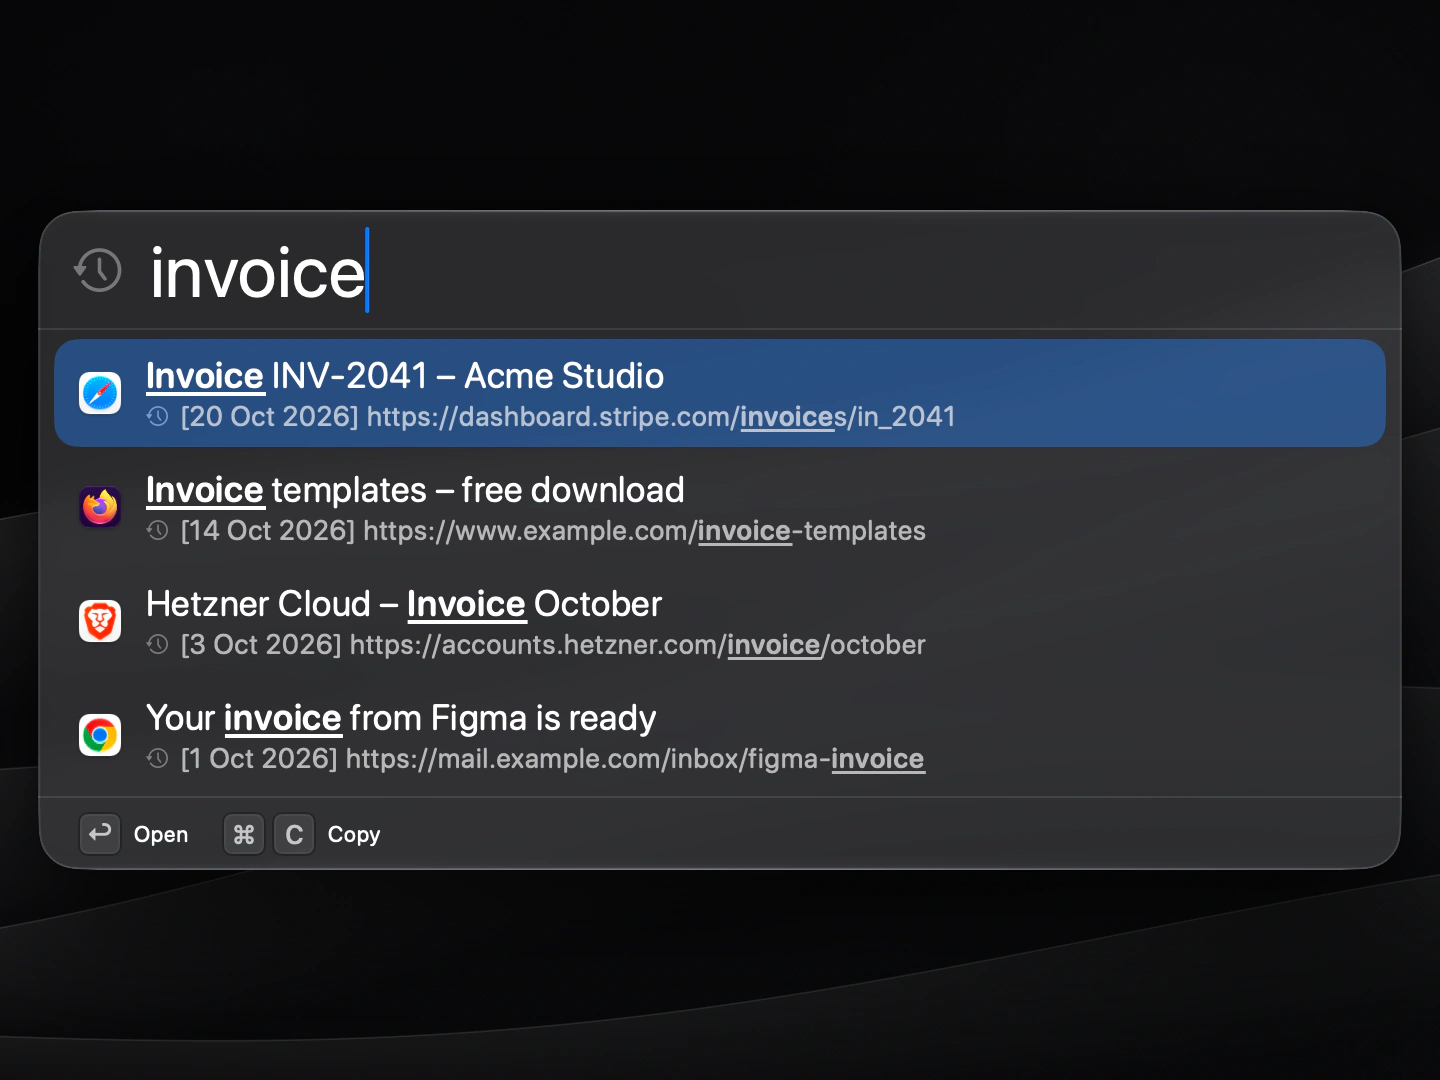 invoice
Invoice INV-2041 – Acme Studio
[20 Oct 2026] https://dashboard.stripe.com/invoices/in_2041
Invoice templates – free download
[14 Oct 2026] https://www.example.com/invoice-templates
Hetzner Cloud – Invoice October
[3 Oct 2026] https://accounts.hetzner.com/invoice/october
Your invoice from Figma is ready
[1 Oct 2026] https://mail.example.com/inbox/figma-invoice
↩ Open ⌘ C Copy